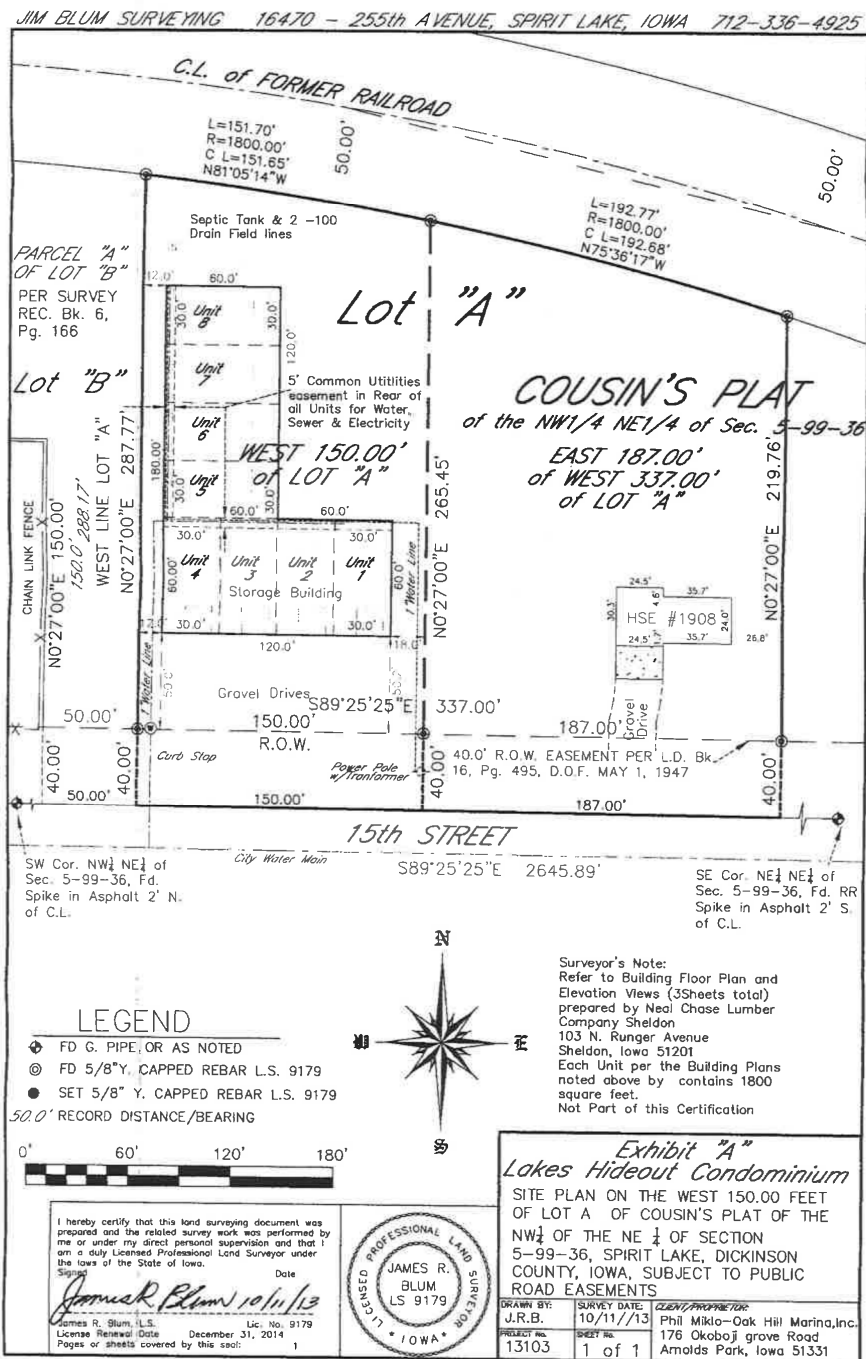 JIM BLUM SURVEYING 16470 - 255th AVENUE, SPIRIT LAKE, IOWA 712-336-4925
C.L. of FORMER RAILROAD
50.00'
50.00'
L=151.70'
R=1800.00'
C L=151.65'
N81°05'14"W
L=192.77'
R=1800.00'
C L=192.68'
N75°36'17"W
Septic Tank & 2 -100
Drain Field lines
PARCEL "A"
OF LOT "B"
PER SURVEY
REC. Bk. 6,
Pg. 166
Lot "B"
12.0'
60.0'
Lot "A"
30.0'
Unit
8
30.0'
Unit
7
120.0'
5' Common Utitlities
easement in Rear of
all Units for Water,
Sewer & Electricity
Unit
6
Unit
5
180.00'
30.0'
30.0'
WEST 150.00'
of LOT "A"
COUSIN'S PLAT
of the NW1/4 NE1/4 of Sec. 5-99-36
EAST 187.00'
of WEST 337.00'
of LOT "A"
CHAIN LINK FENCE
N0°27'00"E 150.00'
150.0' 288.17'
WEST LINE LOT "A"
N0°27'00"E 287.77'
N0°27'00"E 265.45'
N0°27'00"E 219.76'
60.0'
60.0'
30.0'
30.0'
Unit
4
Unit
3
Unit
2
Unit
1
Storage Building
60.00'
60.0'
1" Water Line
30.0'
30.0'
12.0'
120.0'
18.0'
24.5'
35.7'
30.3'
4.6'
HSE #1908
24.0'
24.5'
1.7'
35.7'
26.8'
Gravel
Drive
1" Water Line
50.0'
Gravel Drives
50.0'
S89°25'25"E 337.00'
50.00'
150.00'
187.00'
R.O.W.
Curb Stop
Power Pole
w/Tranformer
40.0' R.O.W. EASEMENT PER L.D. Bk.
16, Pg. 495, D.O.F. MAY 1, 1947
40.00'
40.00'
40.00'
40.00'
50.00'
150.00'
187.00'
15th STREET
City Water Main
S89°25'25"E 2645.89'
SW Cor. NW¼ NE¼ of
Sec. 5-99-36, Fd.
Spike in Asphalt 2' N.
of C.L.
SE Cor. NE¼ NE¼ of
Sec. 5-99-36, Fd. RR
Spike in Asphalt 2' S.
of C.L.
N
W
E
S
Surveyor's Note:
Refer to Building Floor Plan and
Elevation Views (3Sheets total)
prepared by Neal Chase Lumber
Company Sheldon
103 N. Runger Avenue
Sheldon, Iowa 51201
Each Unit per the Building Plans
noted above by contains 1800
square feet.
Not Part of this Certification
LEGEND
FD G. PIPE, OR AS NOTED
FD 5/8"Y. CAPPED REBAR L.S. 9179
SET 5/8" Y. CAPPED REBAR L.S. 9179
50.0' RECORD DISTANCE/BEARING
0' 60' 120' 180'
I hereby certify that this land surveying document was
prepared and the related survey work was performed by
me or under my direct personal supervision and that I
am a duly Licensed Professional Land Surveyor under
the laws of the State of Iowa.
Signed Date
James R Blum 10/11/13
James R. Blum, L.S. Lic. No. 9179
License Renewal Date December 31, 2014
Pages or sheets covered by this seal: 1
LICENSED PROFESSIONAL LAND SURVEYOR
JAMES R.
BLUM
LS 9179
* IOWA *
Exhibit "A"
Lakes Hideout Condominium
SITE PLAN ON THE WEST 150.00 FEET
OF LOT A OF COUSIN'S PLAT OF THE
NW¼ OF THE NE ¼ OF SECTION
5-99-36, SPIRIT LAKE, DICKINSON
COUNTY, IOWA, SUBJECT TO PUBLIC
ROAD EASEMENTS
DRAWN BY:
J.R.B.
SURVEY DATE:
10/11//13
CLIENT/PROPRIETOR:
Phil Miklo-Oak Hill Marina,Inc.
176 Okoboji grove Road
Arnolds Park, Iowa 51331
PROJECT No.
13103
SHEET No.
1 of 1